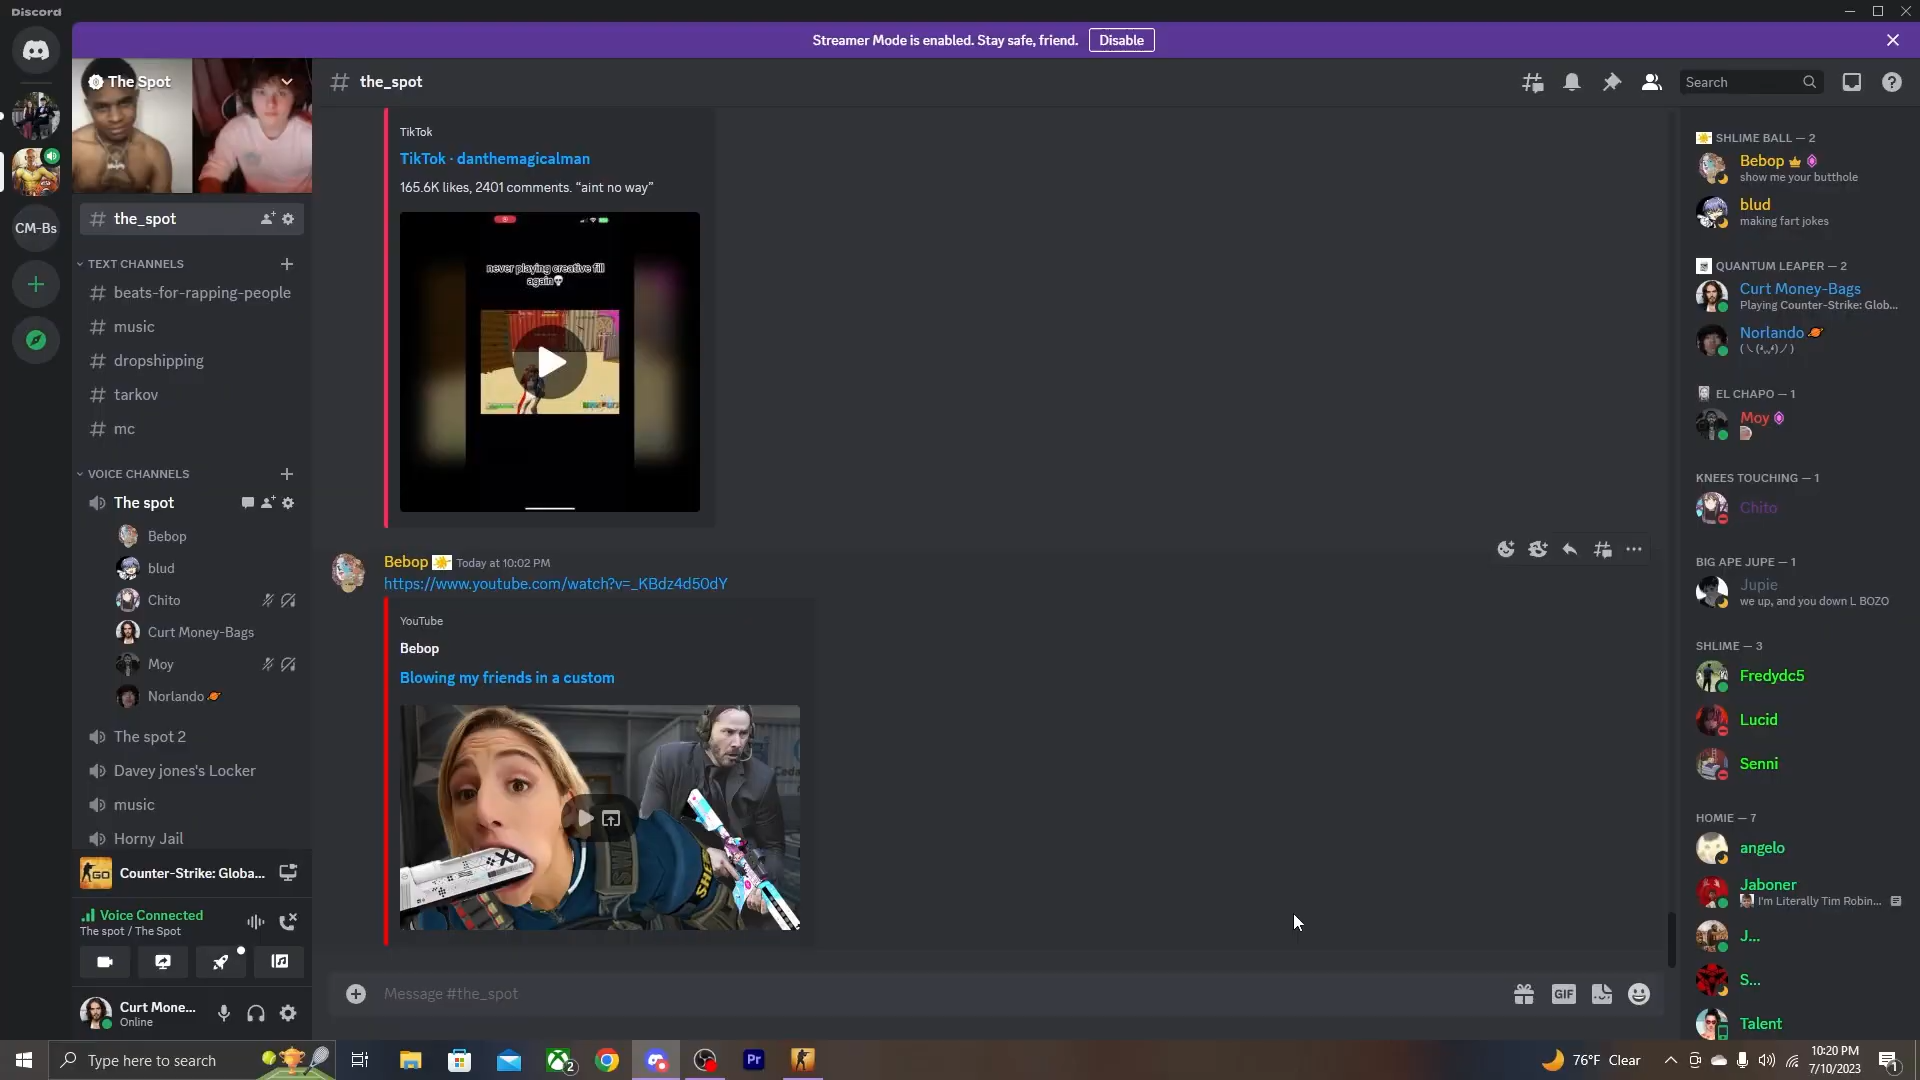 Discord
Streamer Mode is enabled. Stay safe, friend.
Disable
The Spot
the_spot
TEXT CHANNELS
beats-for-rapping-people
music
dropshipping
tarkov
mc
VOICE CHANNELS
The spot
Bebop
blud
Chito
Curt Money-Bags
Moy
Norlando
The spot 2
Davey jones's Locker
music
Horny Jail
Counter-Strike: Globa...
Voice Connected
The spot / The Spot
Curt Mone...
Online
CM-Bs
the_spot
Search
TikTok
TikTok · danthemagicalman
165.6K likes, 2401 comments. “aint no way”
never playing creative fill
again💀
Bebop Today at 10:02 PM
https://www.youtube.com/watch?v=_KBdz4d50dY
YouTube
Bebop
Blowing my friends in a custom
Message #the_spot
GIF
SHLIME BALL — 2
Bebop
show me your butthole
blud
making fart jokes
QUANTUM LEAPER — 2
Curt Money-Bags
Playing Counter-Strike: Glob...
Norlando
EL CHAPO — 1
Moy
KNEES TOUCHING — 1
Chito
BIG APE JUPE — 1
Jupie
we up, and you down L BOZO
SHLIME — 3
Fredydc5
Lucid
Senni
HOMIE — 7
angelo
Jaboner
I'm Literally Tim Robin...
J...
S...
Talent
Type here to search
2
Pr
76°F Clear
10:20 PM
7/10/2023
1